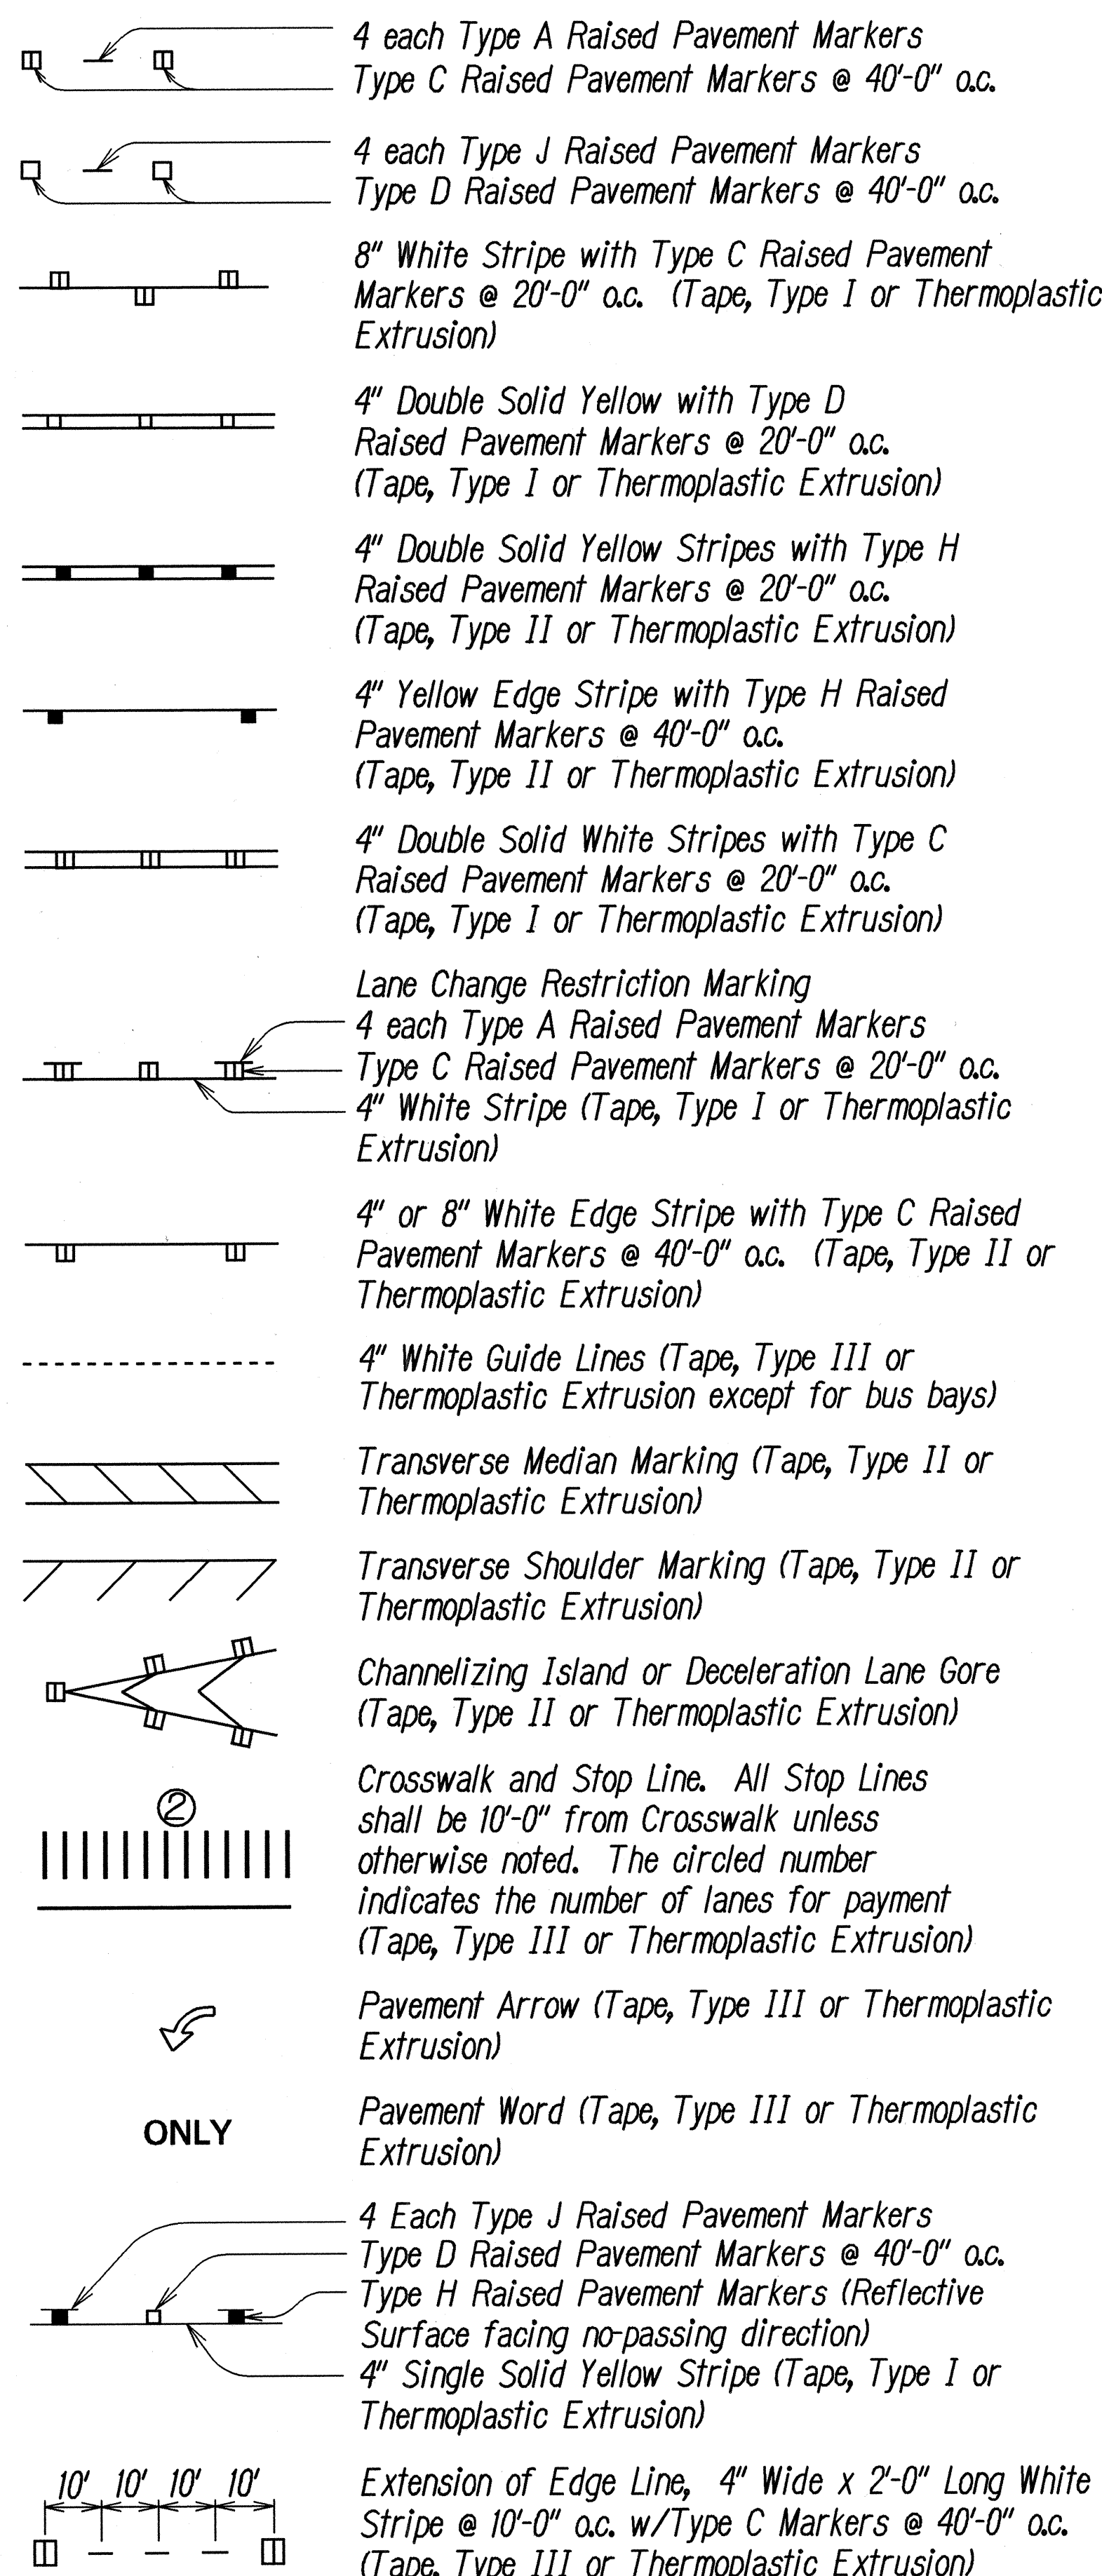 4 each Type A Raised Pavement Markers
Type C Raised Pavement Markers @ 40'-0" o.c.
4 each Type J Raised Pavement Markers
Type D Raised Pavement Markers @ 40'-0" o.c.
8" White Stripe with Type C Raised Pavement
Markers @ 20'-0" o.c. (Tape, Type I or Thermoplastic
Extrusion)
4" Double Solid Yellow with Type D
Raised Pavement Markers @ 20'-0" o.c.
(Tape, Type I or Thermoplastic Extrusion)
4" Double Solid Yellow Stripes with Type H
Raised Pavement Markers @ 20'-0" o.c.
(Tape, Type II or Thermoplastic Extrusion)
4" Yellow Edge Stripe with Type H Raised
Pavement Markers @ 40'-0" o.c.
(Tape, Type II or Thermoplastic Extrusion)
4" Double Solid White Stripes with Type C
Raised Pavement Markers @ 20'-0" o.c.
(Tape, Type I or Thermoplastic Extrusion)
Lane Change Restriction Marking
4 each Type A Raised Pavement Markers
Type C Raised Pavement Markers @ 20'-0" o.c.
4" White Stripe (Tape, Type I or Thermoplastic
Extrusion)
4" or 8" White Edge Stripe with Type C Raised
Pavement Markers @ 40'-0" o.c. (Tape, Type II or
Thermoplastic Extrusion)
4" White Guide Lines (Tape, Type III or
Thermoplastic Extrusion except for bus bays)
Transverse Median Marking (Tape, Type II or
Thermoplastic Extrusion)
Transverse Shoulder Marking (Tape, Type II or
Thermoplastic Extrusion)
Channelizing Island or Deceleration Lane Gore
(Tape, Type II or Thermoplastic Extrusion)
2
Crosswalk and Stop Line. All Stop Lines
shall be 10'-0" from Crosswalk unless
otherwise noted. The circled number
indicates the number of lanes for payment
(Tape, Type III or Thermoplastic Extrusion)
Pavement Arrow (Tape, Type III or Thermoplastic
Extrusion)
ONLY
Pavement Word (Tape, Type III or Thermoplastic
Extrusion)
4 Each Type J Raised Pavement Markers
Type D Raised Pavement Markers @ 40'-0" o.c.
Type H Raised Pavement Markers (Reflective
Surface facing no-passing direction)
4" Single Solid Yellow Stripe (Tape, Type I or
Thermoplastic Extrusion)
10' 10' 10' 10'
Extension of Edge Line, 4" Wide x 2'-0" Long White
Stripe @ 10'-0" o.c. w/Type C Markers @ 40'-0" o.c.
(Tape, Type III or Thermoplastic Extrusion)